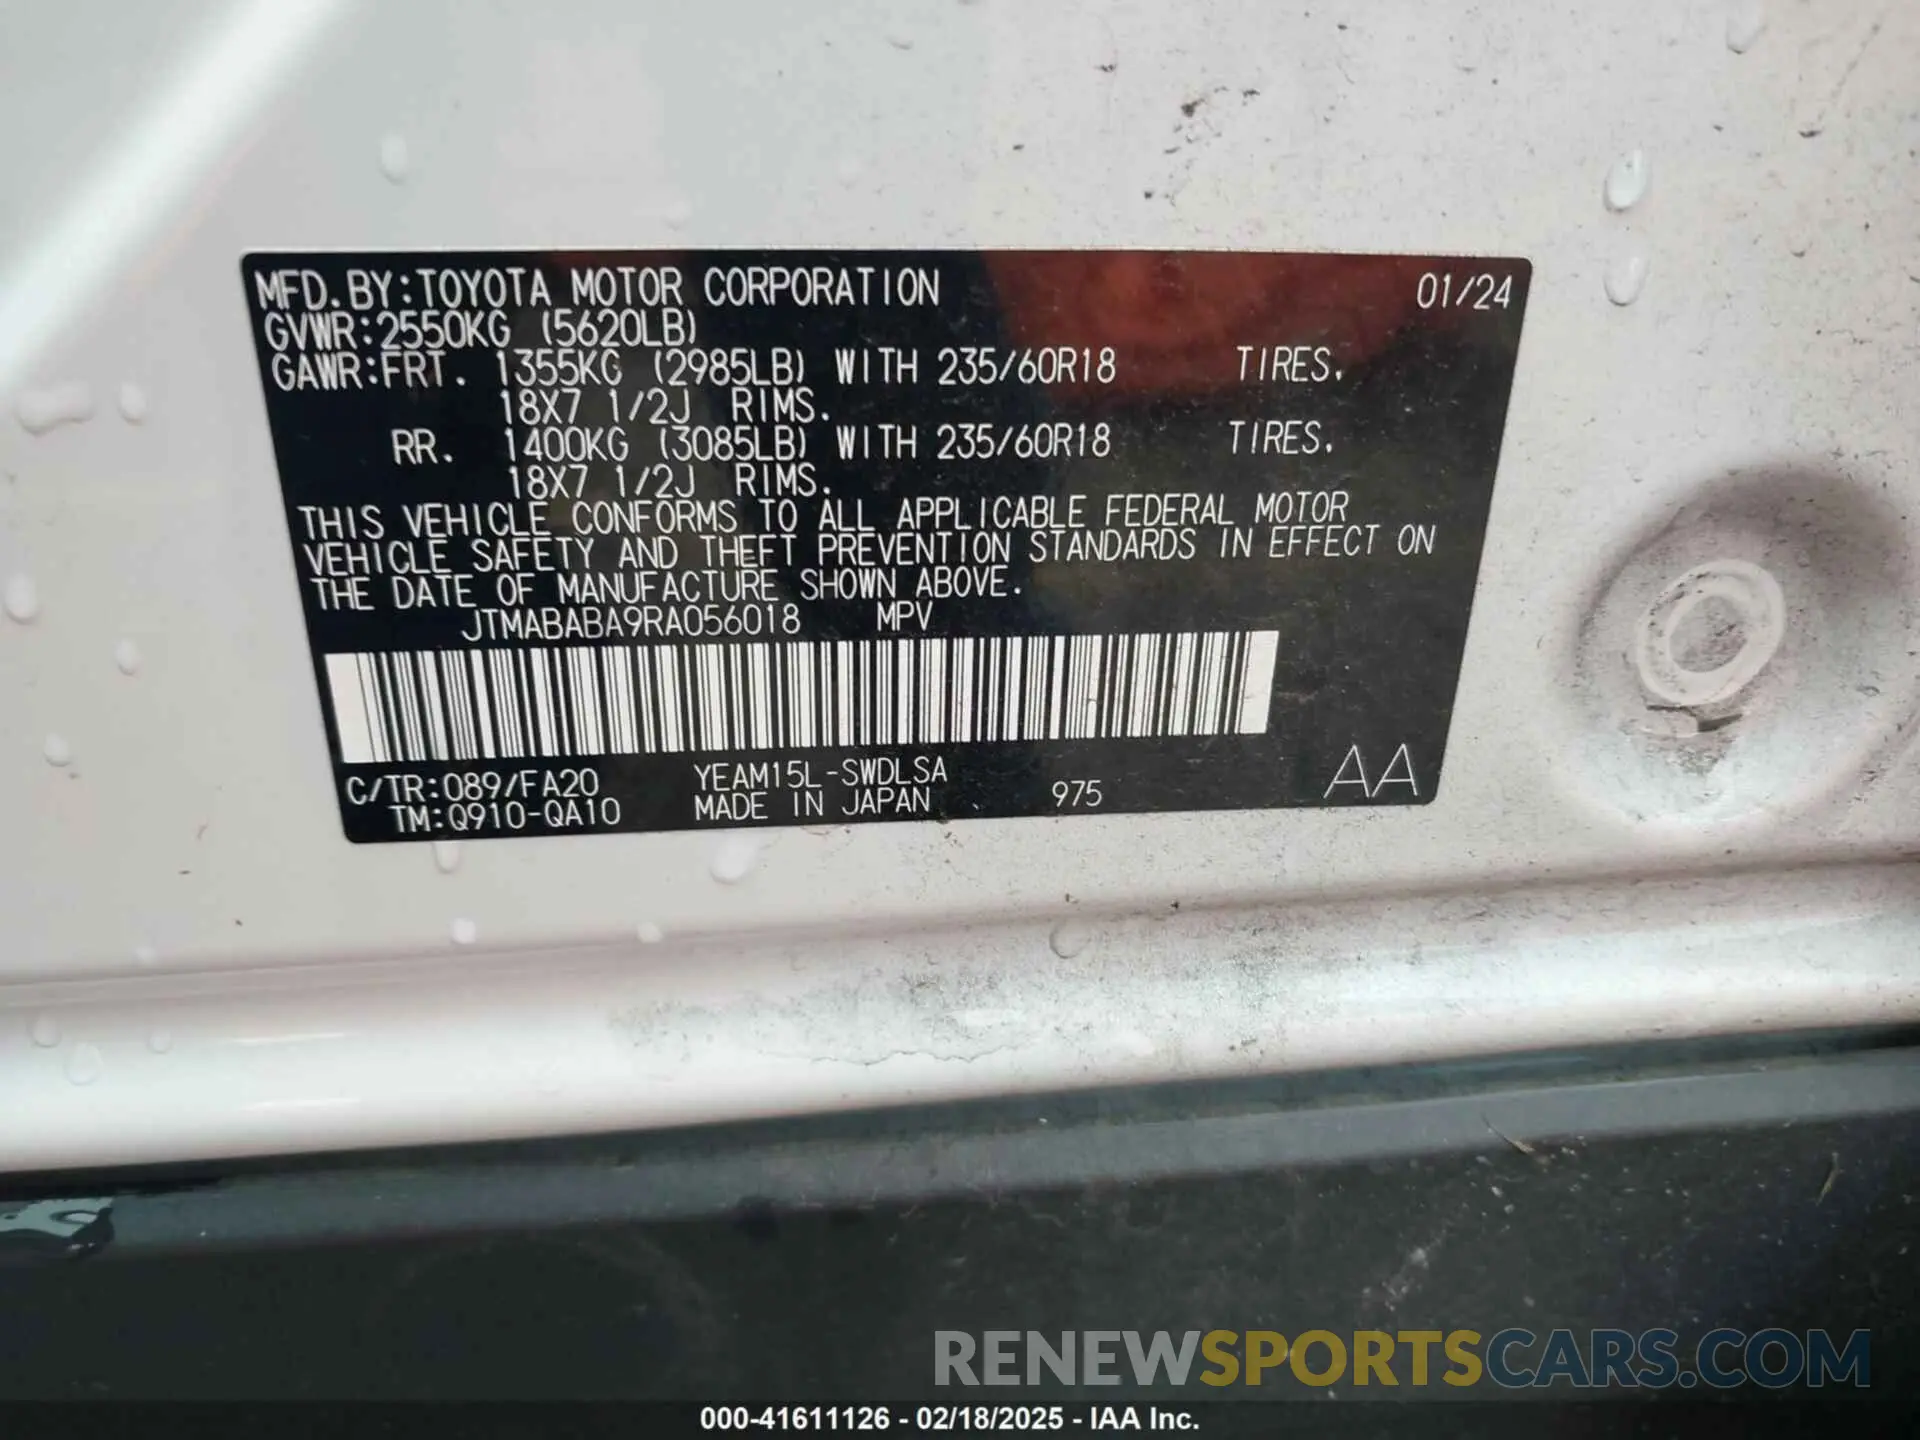 MFD.BY:TOYOTA MOTOR CORPORATION 01/24
GVWR:2550KG (5620LB)
GAWR:FRT. 1355KG (2985LB) WITH 235/60R18 TIRES.
18X7 1/2J RIMS.
RR. 1400KG (3085LB) WITH 235/60R18 TIRES.
18X7 1/2J RIMS.
THIS VEHICLE CONFORMS TO ALL APPLICABLE FEDERAL MOTOR
VEHICLE SAFETY AND THEFT PREVENTION STANDARDS IN EFFECT ON
THE DATE OF MANUFACTURE SHOWN ABOVE.
JTMABABA9RA056018 MPV
C/TR:089/FA20 YEAM15L-SWDLSA AA
TM:Q910-QA10 MADE IN JAPAN 975
RENEWSPORTSCARS.COM
000-41611126 - 02/18/2025 - IAA Inc.